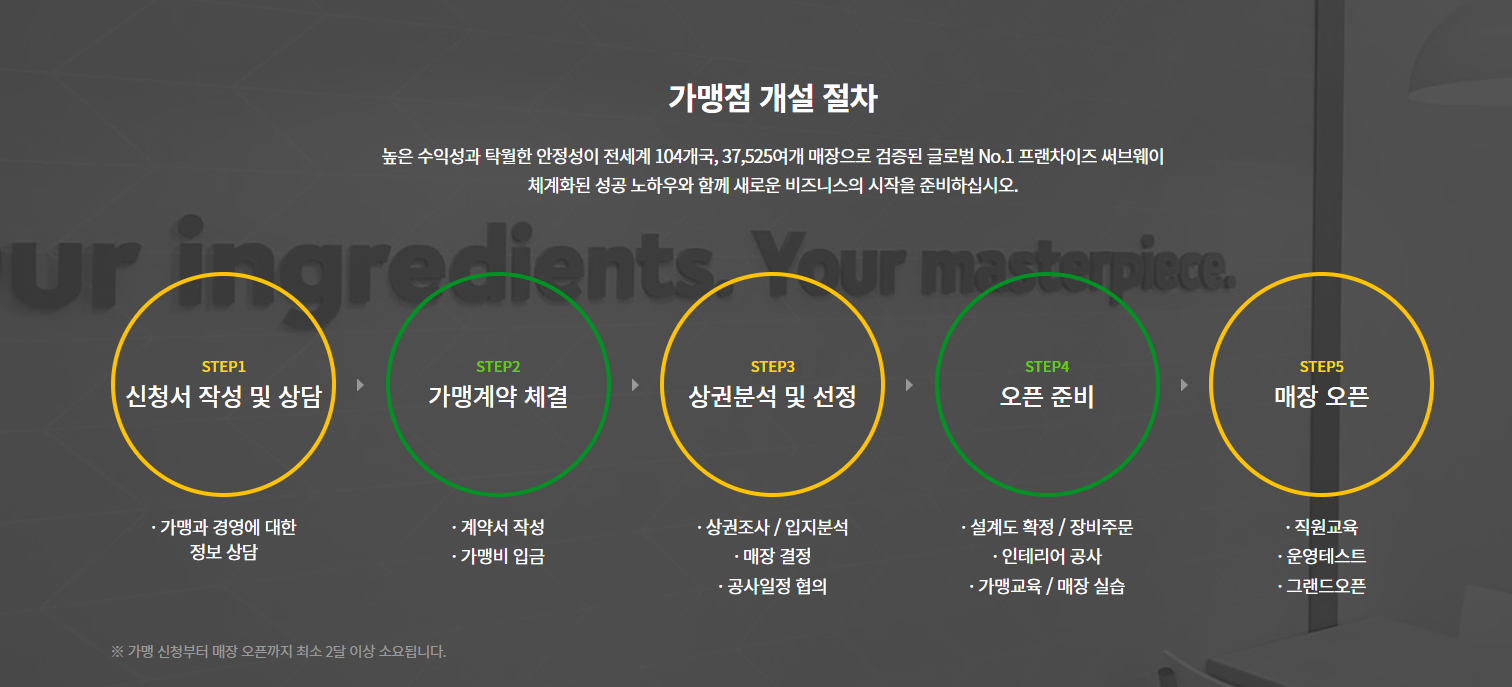 가맹점 개설 절차
높은 수익성과 탁월한 안정성이 전세계 104개국, 37,525여개 매장으로 검증된 글로벌 No.1 프랜차이즈 써브웨이
체계화된 성공 노하우와 함께 새로운 비즈니스의 시작을 준비하십시오.
ur ingredients. Your masterpiece.
STEP1
신청서 작성 및 상담
· 가맹과 경영에 대한
정보 상담
STEP2
가맹계약 체결
· 계약서 작성
· 가맹비 입금
STEP3
상권분석 및 선정
· 상권조사 / 입지분석
· 매장 결정
· 공사일정 협의
STEP4
오픈 준비
· 설계도 확정 / 장비주문
· 인테리어 공사
· 가맹교육 / 매장 실습
STEP5
매장 오픈
· 직원교육
· 운영테스트
· 그랜드오픈
※ 가맹 신청부터 매장 오픈까지 최소 2달 이상 소요됩니다.